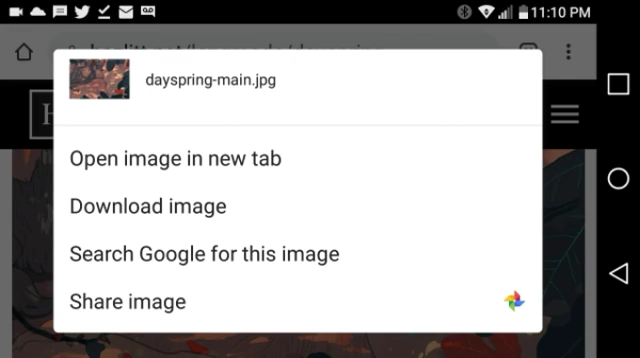 11:10 PM
dayspring-main.jpg
Open image in new tab
Download image
Search Google for this image
Share image